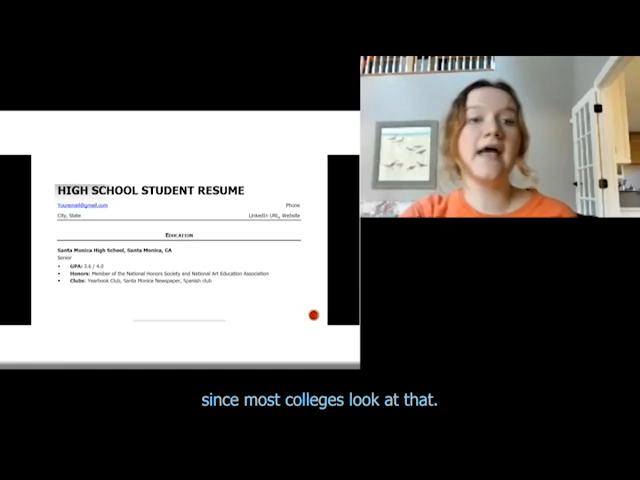 HIGH SCHOOL STUDENT RESUME
Youremail@gmail.com Phone
City, State LinkedIn URL, Website
EDUCATION
Santa Monica High School, Santa Monica, CA
Senior
• GPA: 3.6 / 4.0
• Honors: Member of the National Honors Society and National Art Education Association
• Clubs: Yearbook Club, Santa Monica Newspaper, Spanish club
since most colleges look at that.